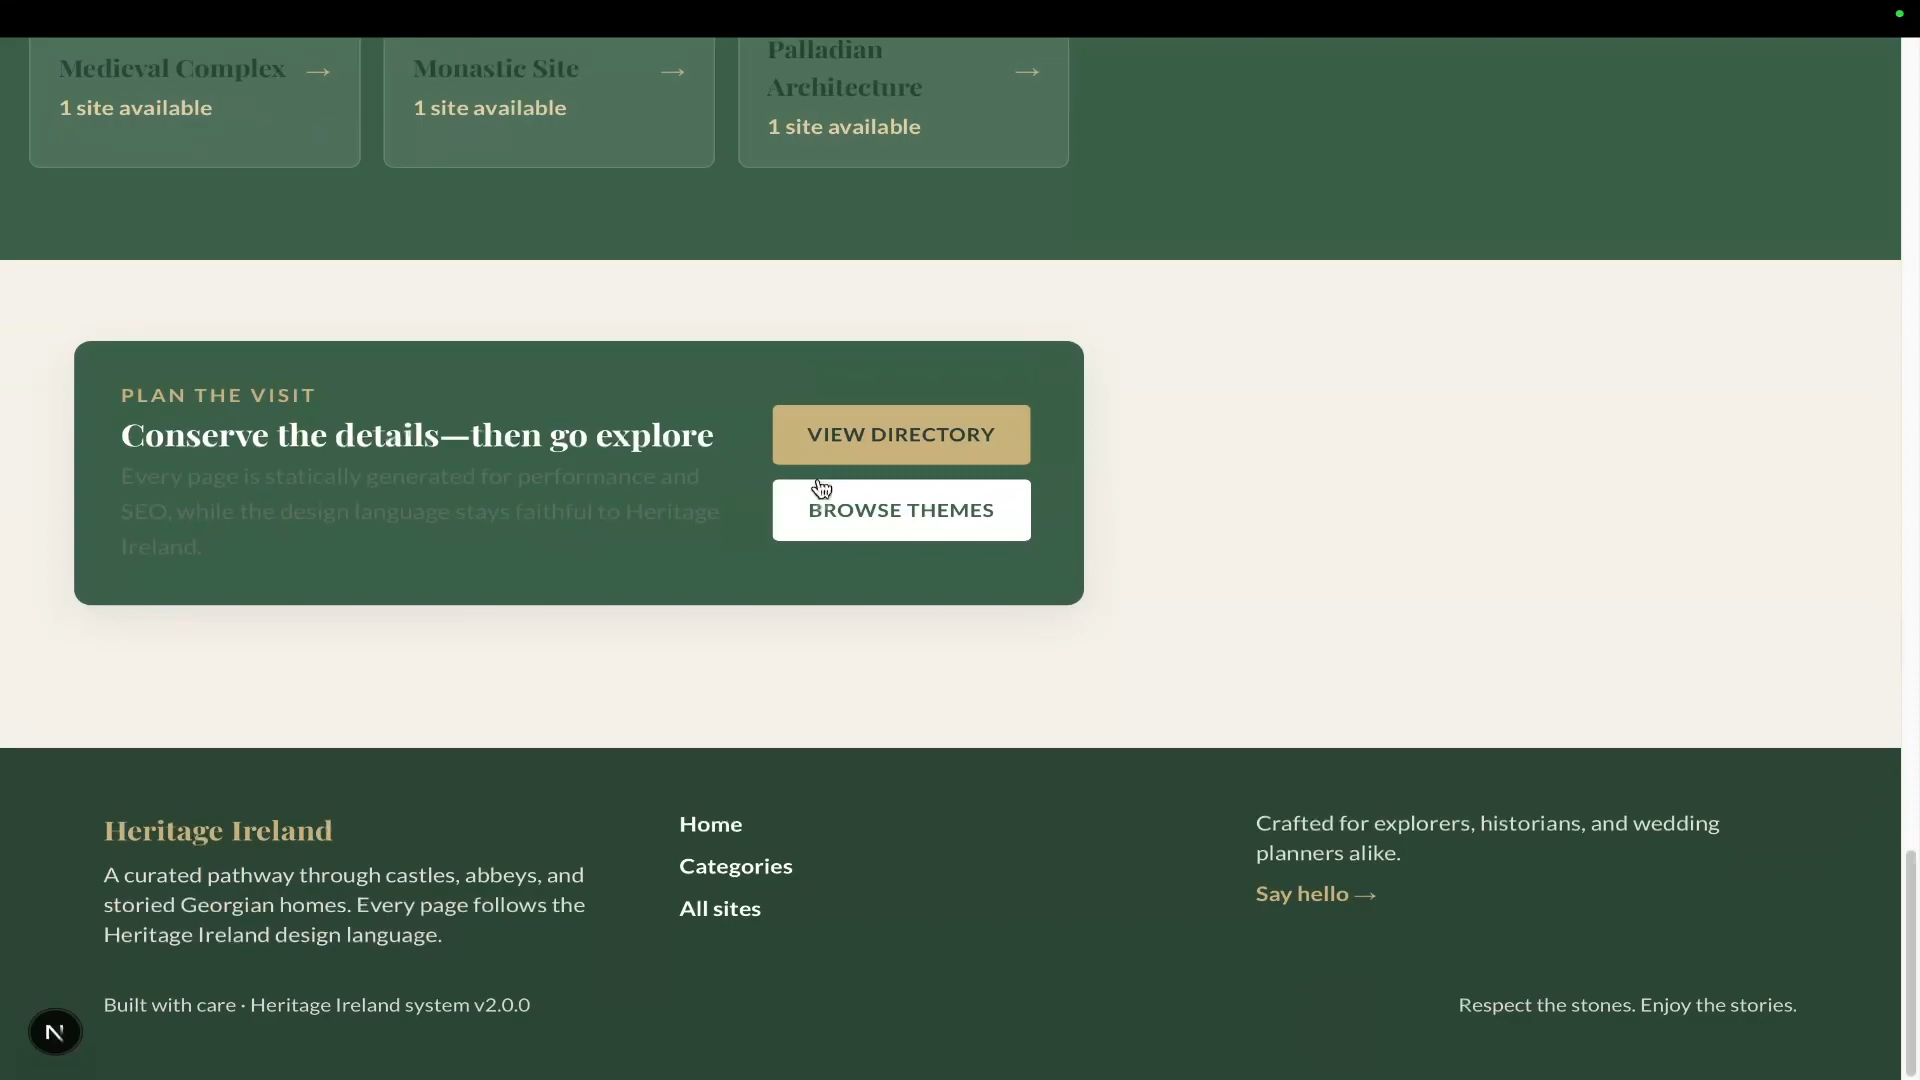 Medieval Complex →
1 site available
Monastic Site →
1 site available
Palladian
Architecture →
1 site available
PLAN THE VISIT
Conserve the details—then go explore
Every page is statically generated for performance and
SEO, while the design language stays faithful to Heritage
Ireland.
VIEW DIRECTORY
BROWSE THEMES
Heritage Ireland
A curated pathway through castles, abbeys, and
storied Georgian homes. Every page follows the
Heritage Ireland design language.
Home
Categories
All sites
Crafted for explorers, historians, and wedding
planners alike.
Say hello →
Built with care · Heritage Ireland system v2.0.0
Respect the stones. Enjoy the stories.
N